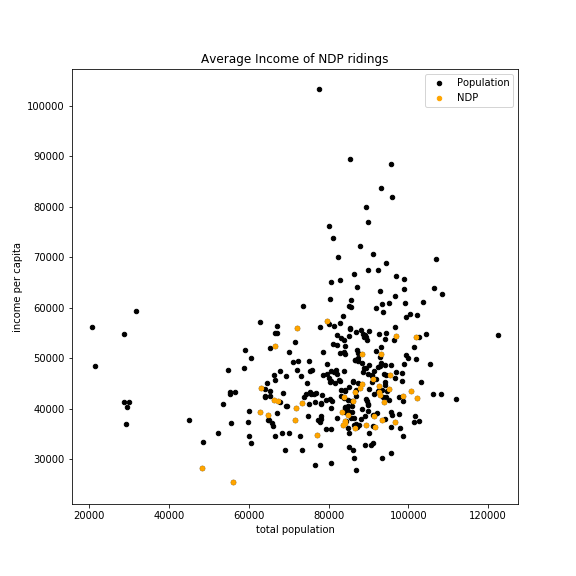 Average Income of NDP ridings
Population
NDP
100000
90000
80000
70000
60000
50000
40000
30000
income per capita
20000 40000 60000 80000 100000 120000
total population